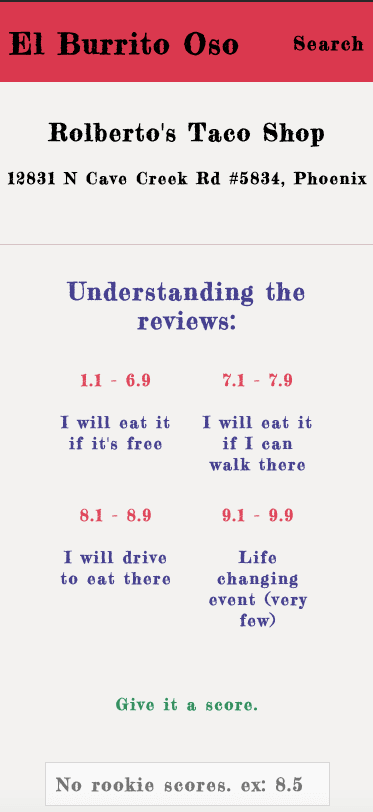 El Burrito Oso
Search
Rolberto's Taco Shop
12831 N Cave Creek Rd #5834, Phoenix
Understanding the
reviews:
1.1 - 6.9
I will eat it
if it's free
7.1 - 7.9
I will eat it
if I can
walk there
8.1 - 8.9
I will drive
to eat there
9.1 - 9.9
Life
changing
event (very
few)
Give it a score.
No rookie scores. ex: 8.5